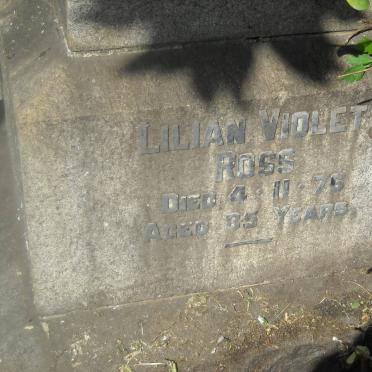 LILIAN VIOLET
ROSS
DIED 4·11·76
AGED 85 YEARS.